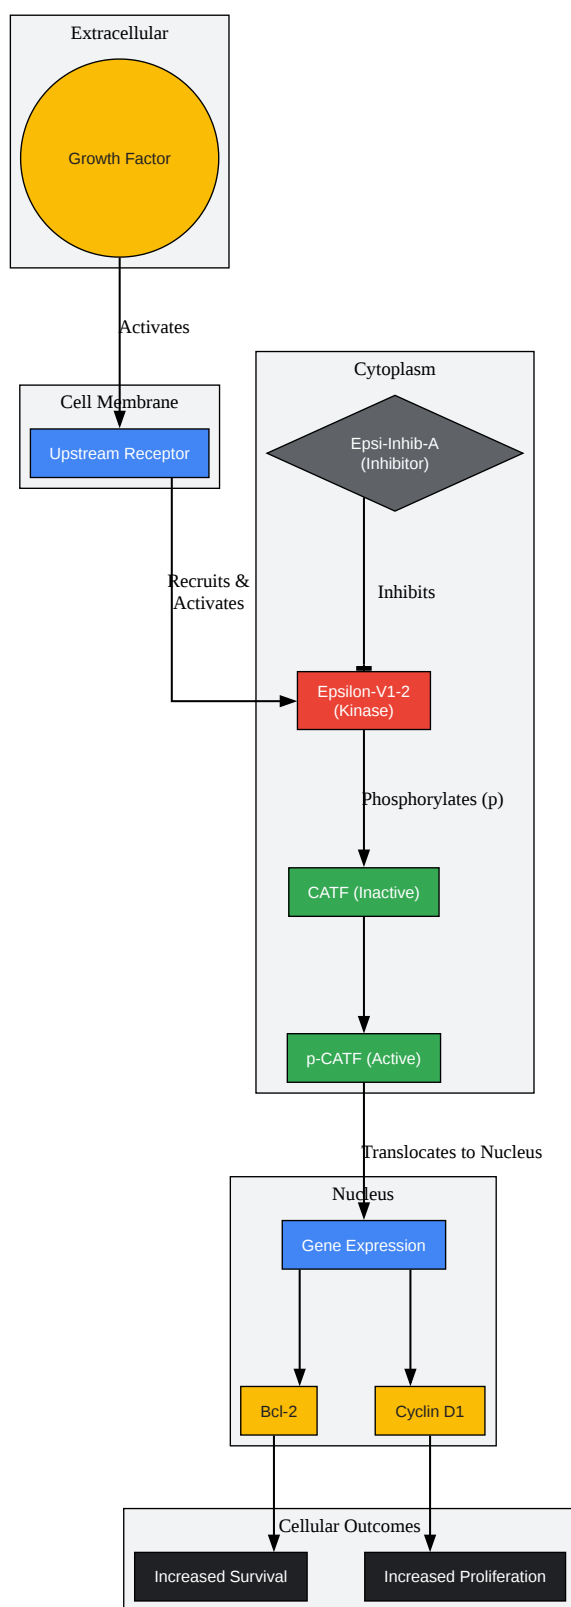 Extracellular
Growth Factor
Activates
Cell Membrane
Upstream Receptor
Cytoplasm
Epsi-Inhib-A
(Inhibitor)
Recruits &
Activates
Inhibits
Epsilon-V1-2
(Kinase)
Phosphorylates (p)
CATF (Inactive)
p-CATF (Active)
Translocates to Nucleus
Nucleus
Gene Expression
Bcl-2
Cyclin D1
Cellular Outcomes
Increased Survival
Increased Proliferation